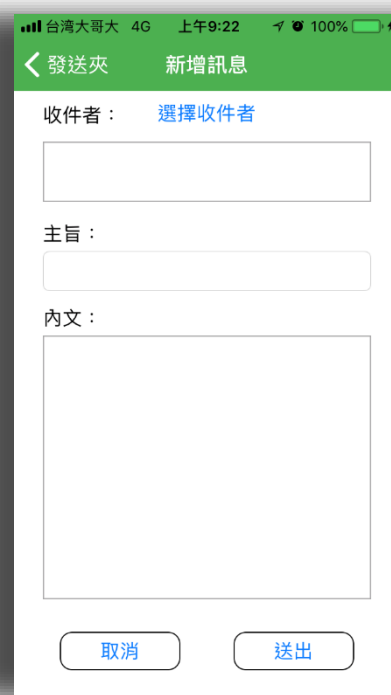 台湾大哥大 4G 上午9:22 100%
發送夾 新增訊息
收件者： 選擇收件者
主旨：
內文：
取消 送出